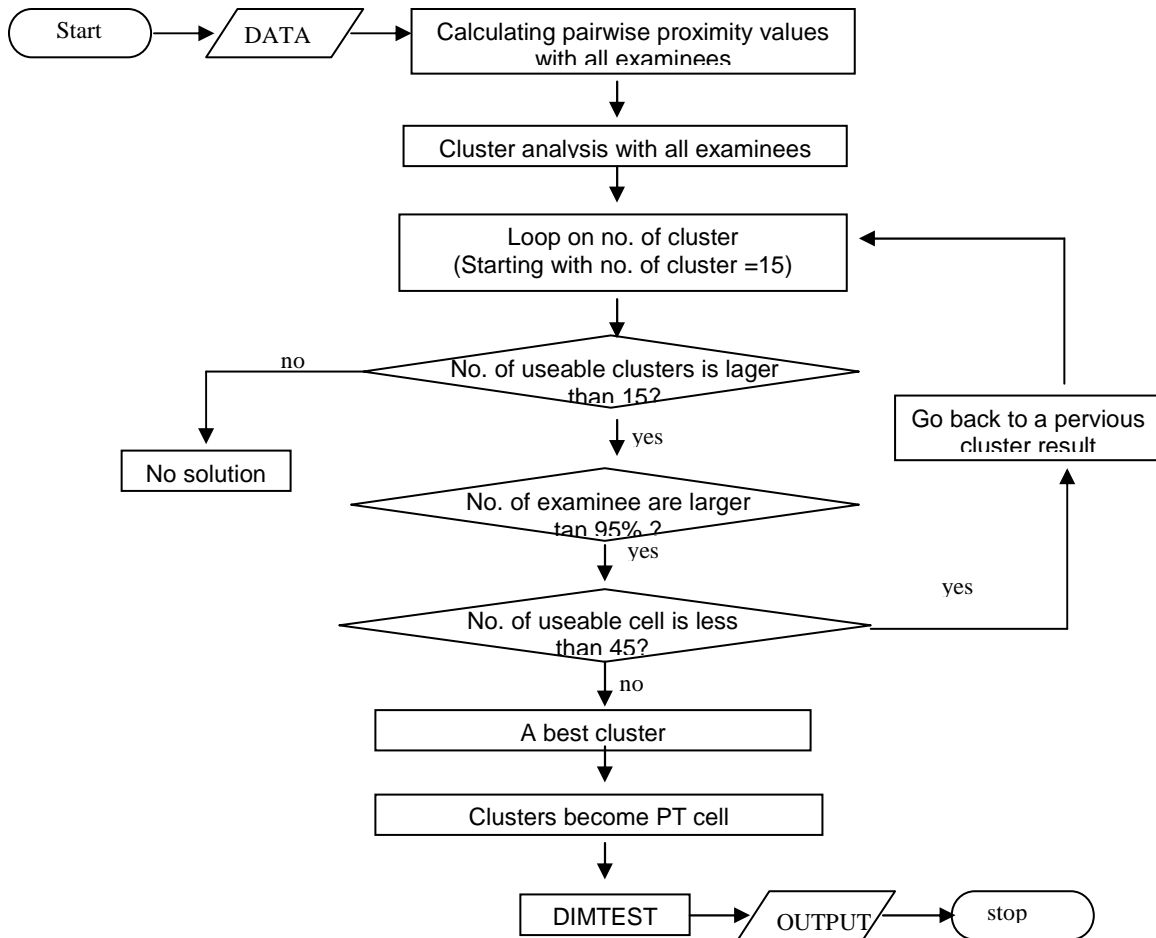 Start
DATA
Calculating pairwise proximity values
with all examinees
Cluster analysis with all examinees
Loop on no. of cluster
(Starting with no. of cluster =15)
no
No. of useable clusters is lager
than 15?
yes
Go back to a pervious
cluster result
No solution
No. of examinee are larger
tan 95% ?
yes
yes
No. of useable cell is less
than 45?
no
A best cluster
Clusters become PT cell
DIMTEST
OUTPUT
stop